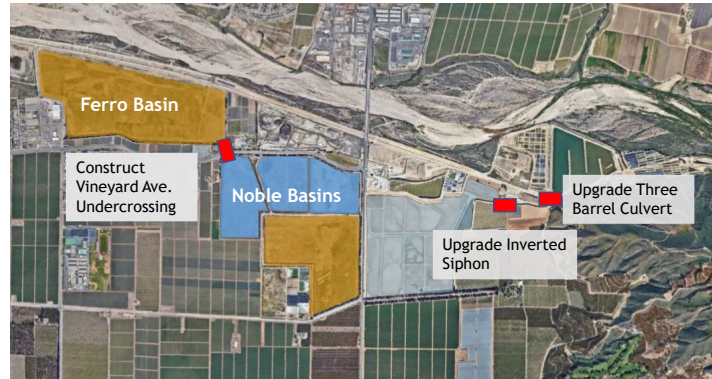 Ferro Basin
Construct
Vineyard Ave.
Undercrossing
Noble Basins
Upgrade Three
Barrel Culvert
Upgrade Inverted
Siphon